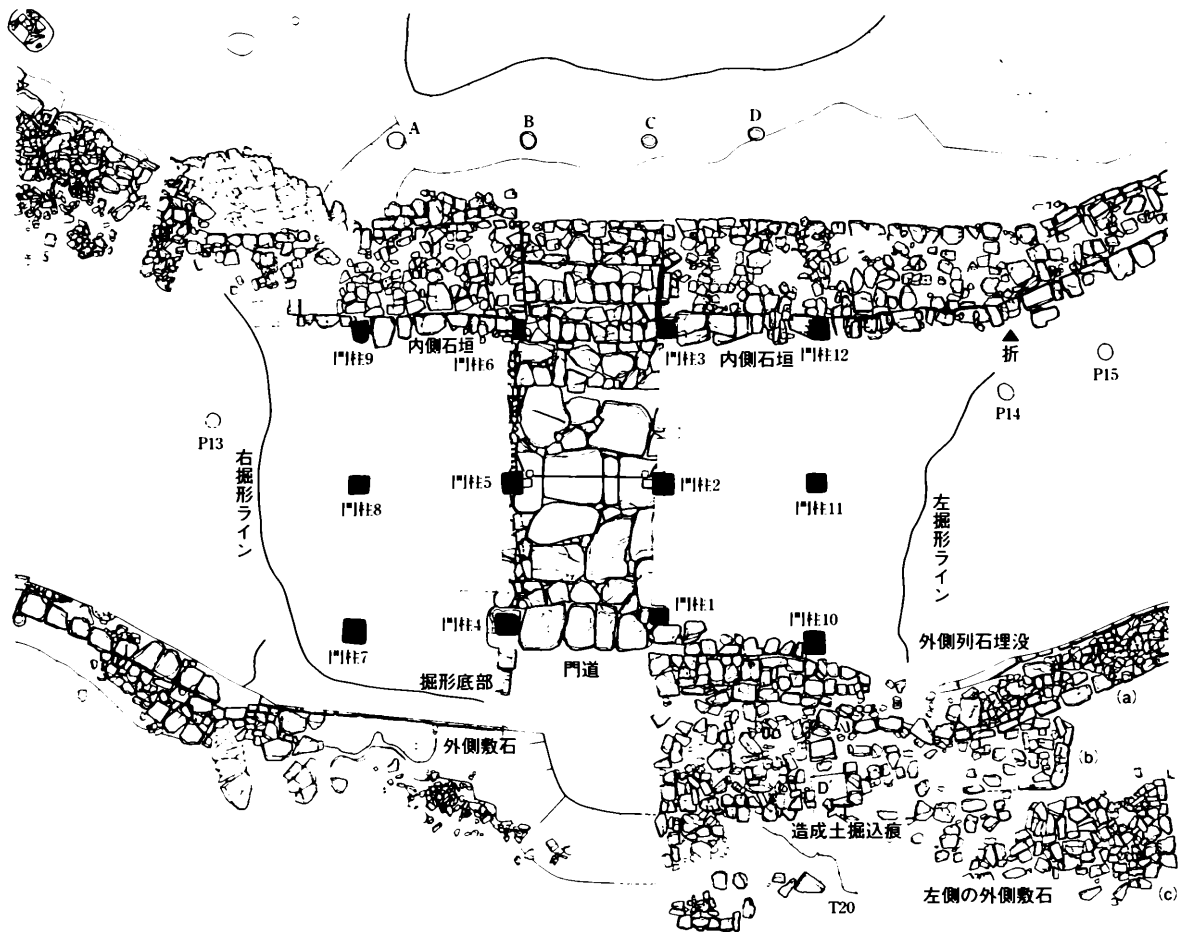 A
B
C
D
門柱9
内側石垣
門柱6
門柱3
内側石垣
門柱12
折
P15
P14
P13
右掘形ライン
門柱5
門柱2
門柱8
門柱11
左掘形ライン
門柱1
門柱4
門柱10
門柱7
外側列石埋没
門道
掘形底部
(a)
外側敷石
(b)
D
造成土掘込痕
左側の外側敷石
(c)
T20